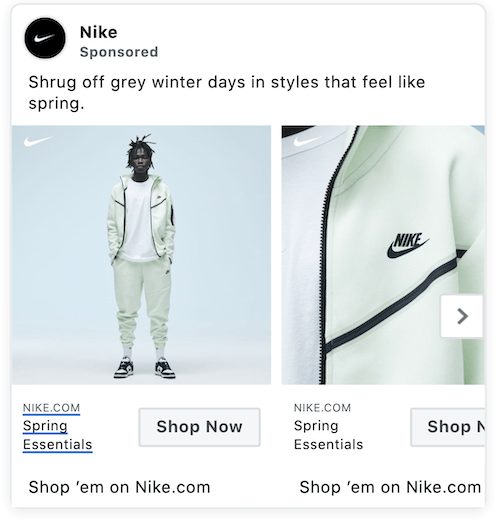 Nike
Sponsored
Shrug off grey winter days in styles that feel like
spring.
NIKE
NIKE.COM
Spring
Essentials
Shop Now
NIKE.COM
Spring
Essentials
Shop N
Shop ‘em on Nike.com
Shop ‘em on Nike.com